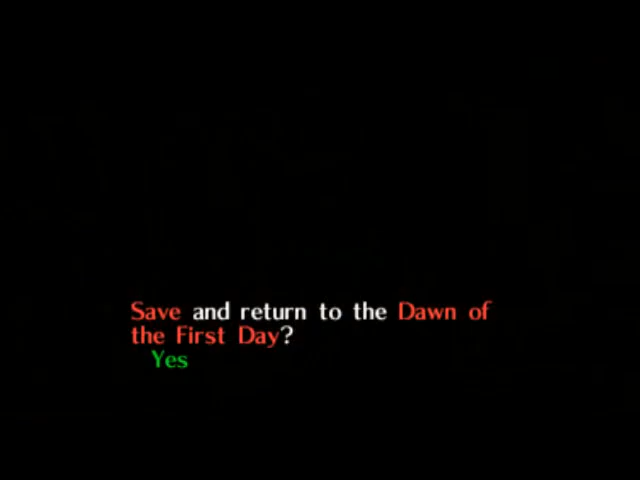 Save and return to the Dawn of
the First Day?
Yes